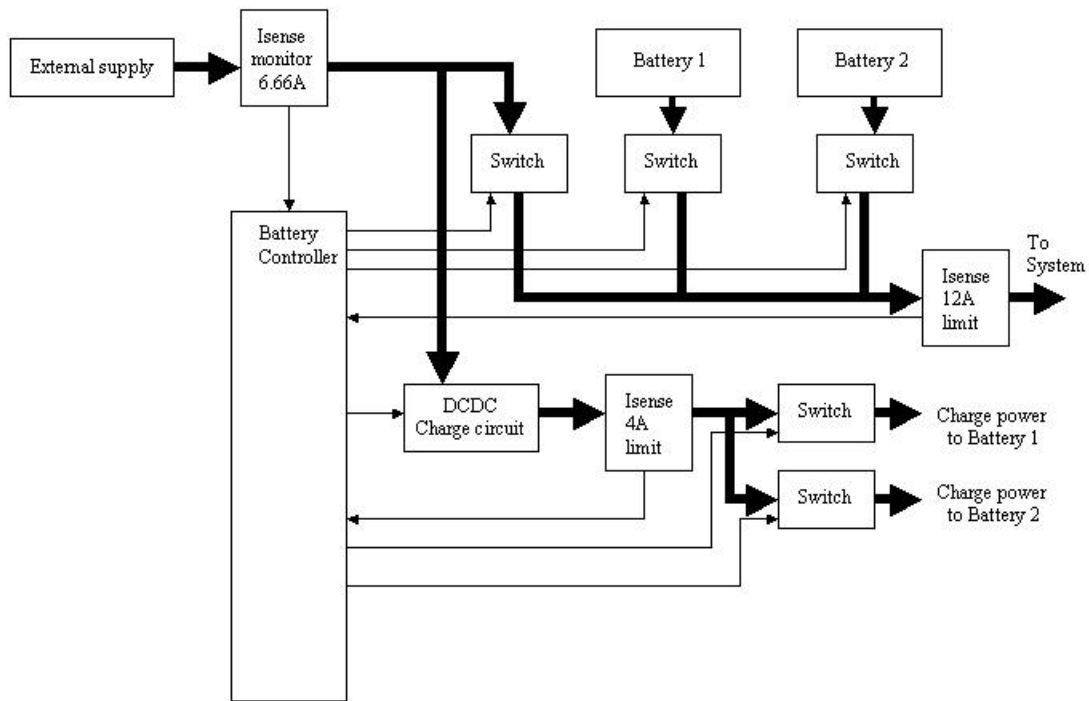 External supply
Isense
monitor
6.66A
Battery 1
Battery 2
Switch
Switch
Switch
Battery
Controller
To
System
Isense
12A
limit
DCDC
Charge circuit
Isense
4A
limit
Switch
Charge power
to Battery 1
Switch
Charge power
to Battery 2